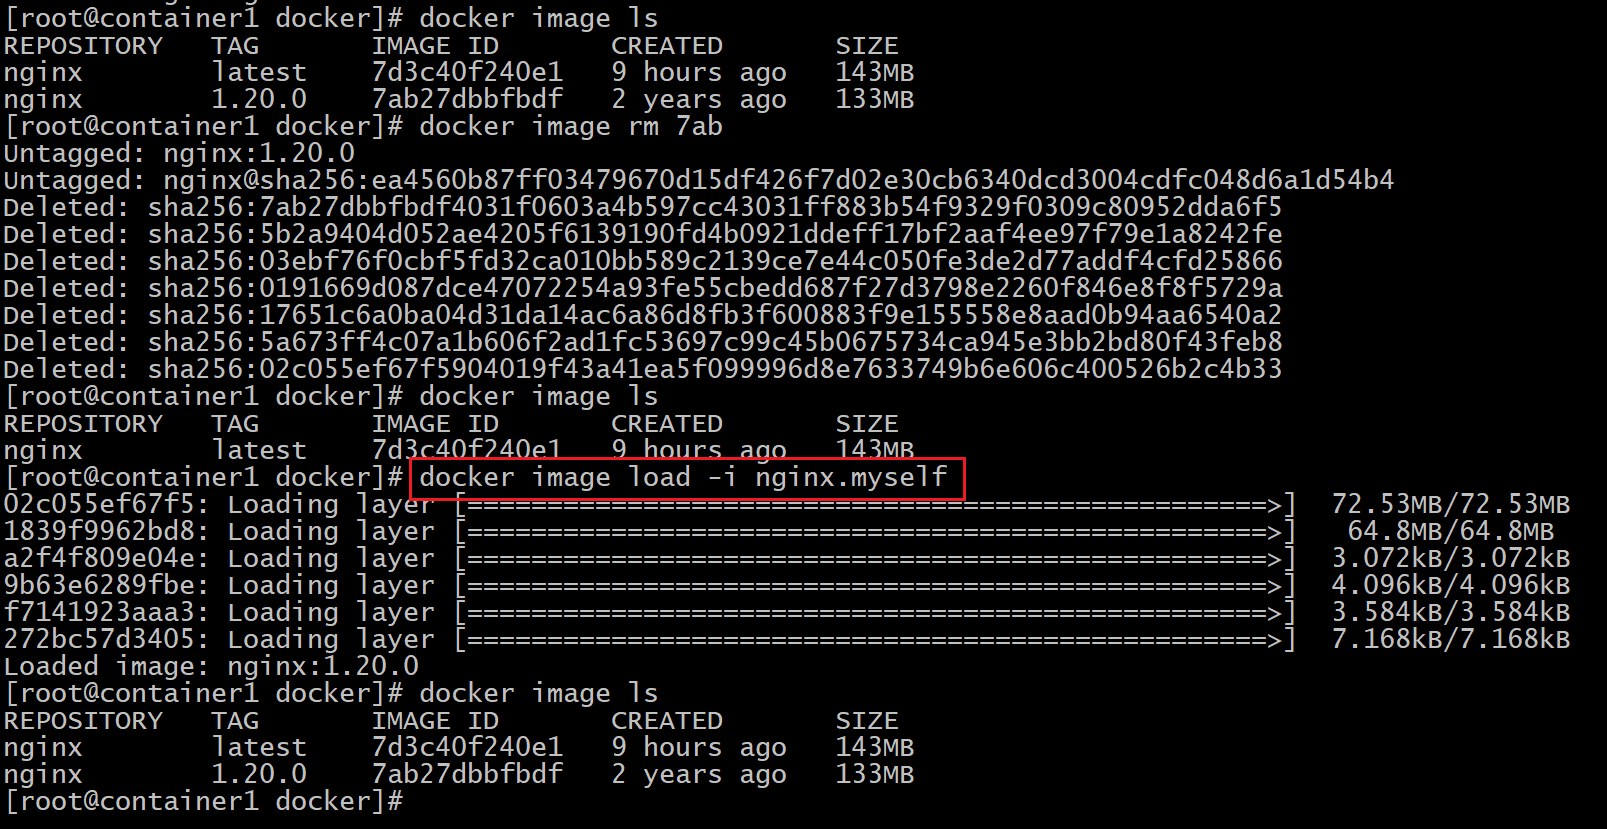 [root@container1 docker]# docker image ls
REPOSITORY   TAG       IMAGE ID       CREATED       SIZE
nginx        latest    7d3c40f240e1   9 hours ago   143MB
nginx        1.20.0    7ab27dbbfbdf   2 years ago   133MB
[root@container1 docker]# docker image rm 7ab
Untagged: nginx:1.20.0
Untagged: nginx@sha256:ea4560b87ff03479670d15df426f7d02e30cb6340dcd3004cdfc048d6a1d54b4
Deleted: sha256:7ab27dbbfbdf4031f0603a4b597cc43031ff883b54f9329f0309c80952dda6f5
Deleted: sha256:5b2a9404d052ae4205f6139190fd4b0921ddeff17bf2aaf4ee97f79e1a8242fe
Deleted: sha256:03ebf76f0cbf5fd32ca010bb589c2139ce7e44c050fe3de2d77addf4cfd25866
Deleted: sha256:0191669d087dce47072254a93fe55cbedd687f27d3798e2260f846e8f8f5729a
Deleted: sha256:17651c6a0ba04d31da14ac6a86d8fb3f600883f9e155558e8aad0b94aa6540a2
Deleted: sha256:5a673ff4c07a1b606f2ad1fc53697c99c45b0675734ca945e3bb2bd80f43feb8
Deleted: sha256:02c055ef67f5904019f43a41ea5f099996d8e7633749b6e606c400526b2c4b33
[root@container1 docker]# docker image ls
REPOSITORY   TAG       IMAGE ID       CREATED       SIZE
nginx        latest    7d3c40f240e1   9 hours ago   143MB
[root@container1 docker]# docker image load -i nginx.myself
02c055ef67f5: Loading layer [==================================================>]  72.53MB/72.53MB
1839f9962bd8: Loading layer [==================================================>]   64.8MB/64.8MB
a2f4f809e04e: Loading layer [==================================================>]  3.072kB/3.072kB
9b63e6289fbe: Loading layer [==================================================>]  4.096kB/4.096kB
f7141923aaa3: Loading layer [==================================================>]  3.584kB/3.584kB
272bc57d3405: Loading layer [==================================================>]  7.168kB/7.168kB
Loaded image: nginx:1.20.0
[root@container1 docker]# docker image ls
REPOSITORY   TAG       IMAGE ID       CREATED       SIZE
nginx        latest    7d3c40f240e1   9 hours ago   143MB
nginx        1.20.0    7ab27dbbfbdf   2 years ago   133MB
[root@container1 docker]#